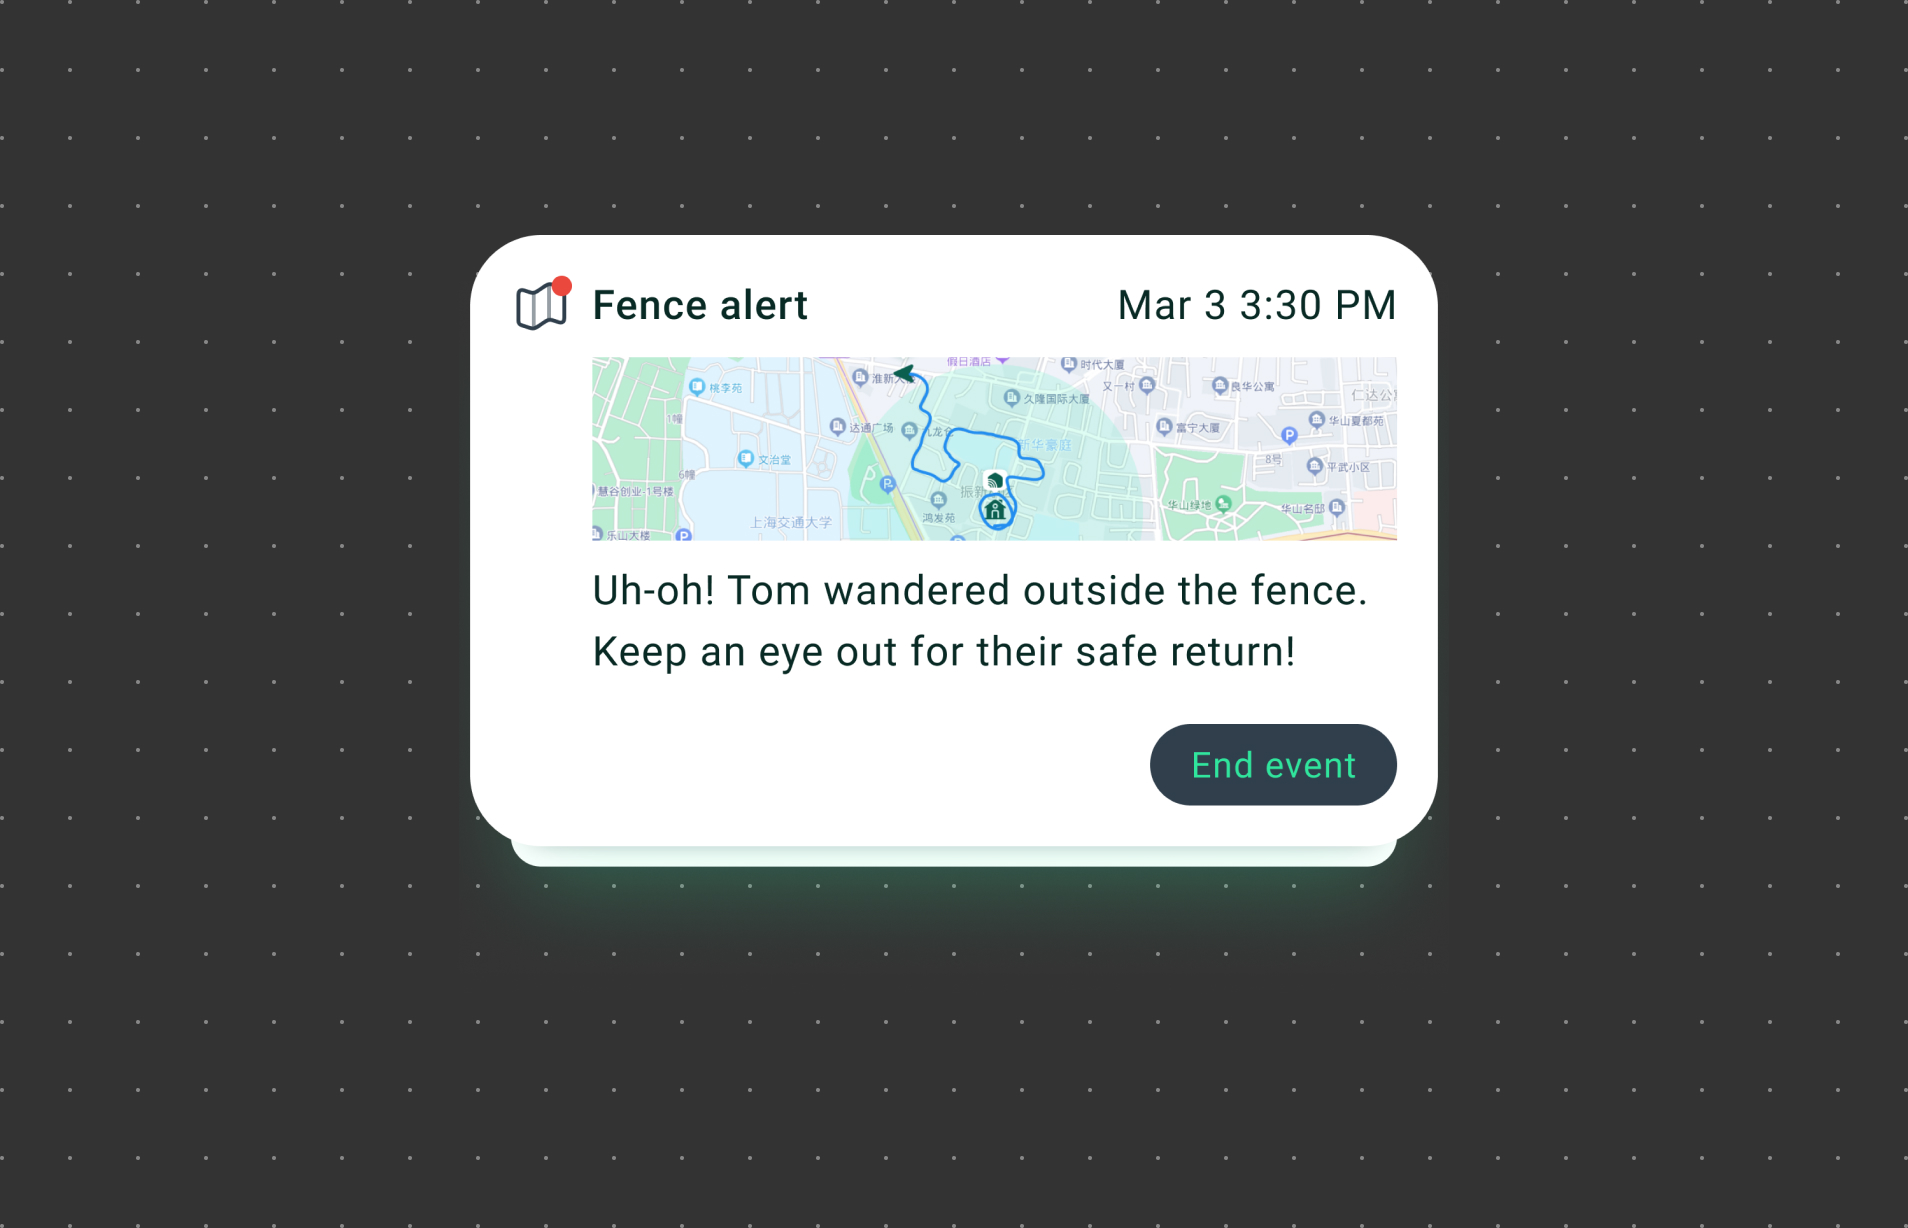 Fence alert
Mar 3 3:30 PM
假日酒店
时代大厦
淮新大
桃李苑
又一村
良华公寓
仁达公
久隆国际大厦
1幢
达通广场
九龙仓
富宁大厦
华山夏都苑
P
新华豪庭
文治堂
8号
平武小区
6幢
P
慧谷创业-1号楼
振新
华山绿地
华山名邸
鸿发苑
上海交通大学
乐山大楼
P
Uh-oh! Tom wandered outside the fence.
Keep an eye out for their safe return!
End event